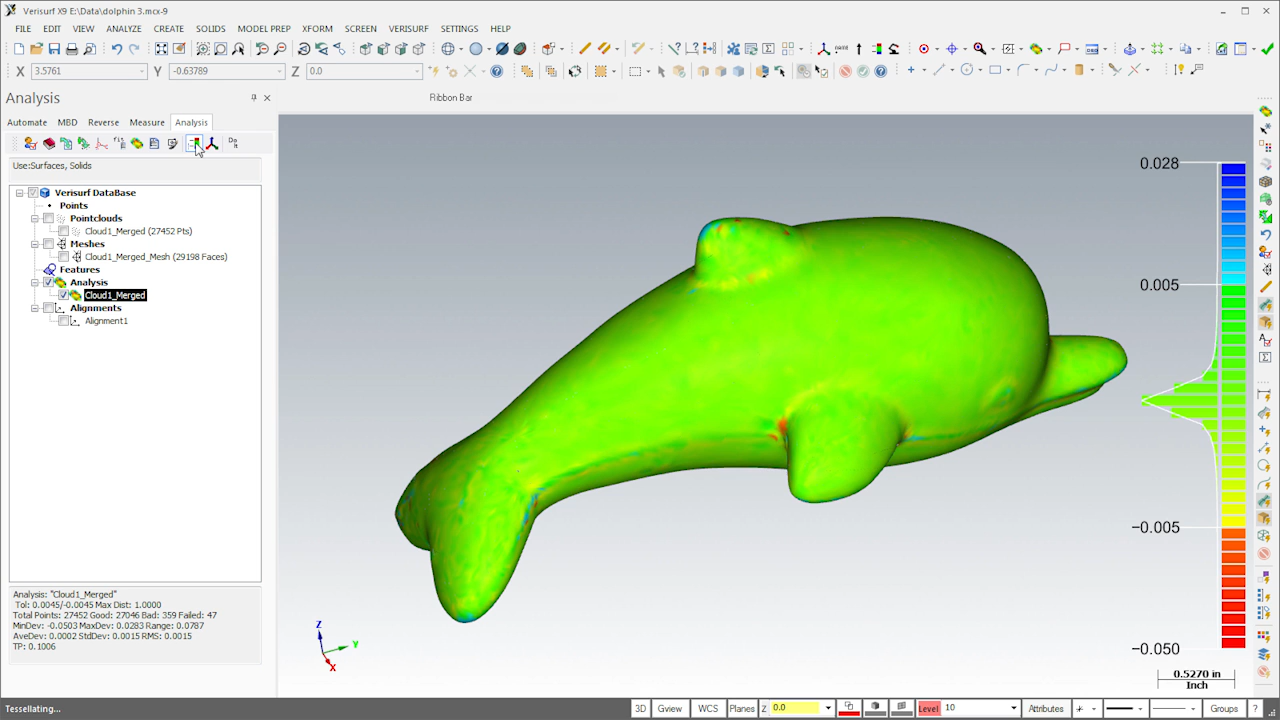 Verisurf X9 E:\Data\dolphin 3.mcx-9
FILE EDIT VIEW ANALYZE CREATE SOLIDS MODEL PREP XFORM SCREEN VERISURF SETTINGS HELP
X 3.5761 Y -0.63789 Z 0.0
Analysis
Ribbon Bar
Automate MBD Reverse Measure Analysis
Use:Surfaces, Solids
Verisurf DataBase
Points
Pointclouds
Cloud1_Merged (27452 Pts)
Meshes
Cloud1_Merged_Mesh (29198 Faces)
Features
Analysis
Cloud1_Merged
Alignments
Alignment1
0.028
0.005
−0.005
−0.050
Analysis: "Cloud1_Merged"
Tol: 0.0045/-0.0045 Max Dist: 1.0000
Total Points: 27452 Good: 27046 Bad: 359 Failed: 47
MinDev: -0.0503 MaxDev: 0.0283 Range: 0.0787
AveDev: 0.0002 StdDev: 0.0015 RMS: 0.0015
TP: 0.1006
Z
Y
X
0.5270 in
Inch
Tessellating...
3D Gview WCS Planes Z 0.0 Level 10 Attributes Groups ?